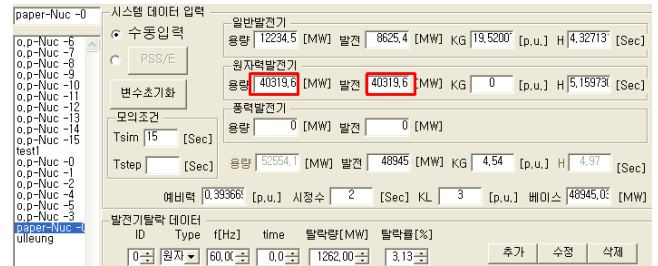 paper-Nuc -0
시스템 데이터 입력
일반발전기
수동입력
용량 12234,5 [MW] 발전 8625,4 [MW] KG 19,5200 [p,u,] H 4,32713 [Sec]
PSS/E
원자력발전기
용량 40319,6 [MW] 발전 40319,6 [MW] KG 0 [p,u,] H 5,15973 [Sec]
변수초기화
풍력발전기
모의조건
용량 0 [MW] 발전 0 [MW]
Tsim 15 [Sec]
Tstep [Sec] 용량 52554,1 [MW] 발전 48945 [MW] KG 4,54 [p,u,] H 4,97 [Sec]
예비력 0,39366 [p,u,] 시정수 2 [Sec] KL 3 [p,u,] 베이스 48945,0 [MW]
발전기탈락 데이터
ID Type f[Hz] time 탈락량[MW] 탈락률[%]
0 원자 60,0 0,0 1262,00 3,13 추가 수정 삭제
o,p-Nuc -6
o,p-Nuc -7
o,p-Nuc -8
o,p-Nuc -9
o,p-Nuc -10
o,p-Nuc -11
o,p-Nuc -12
o,p-Nuc -13
o,p-Nuc -14
o,p-Nuc -15
test1
o,p-Nuc -0
o,p-Nuc -1
o,p-Nuc -2
o,p-Nuc -4
o,p-Nuc -5
o,p-Nuc -3
paper-Nuc
ulleung